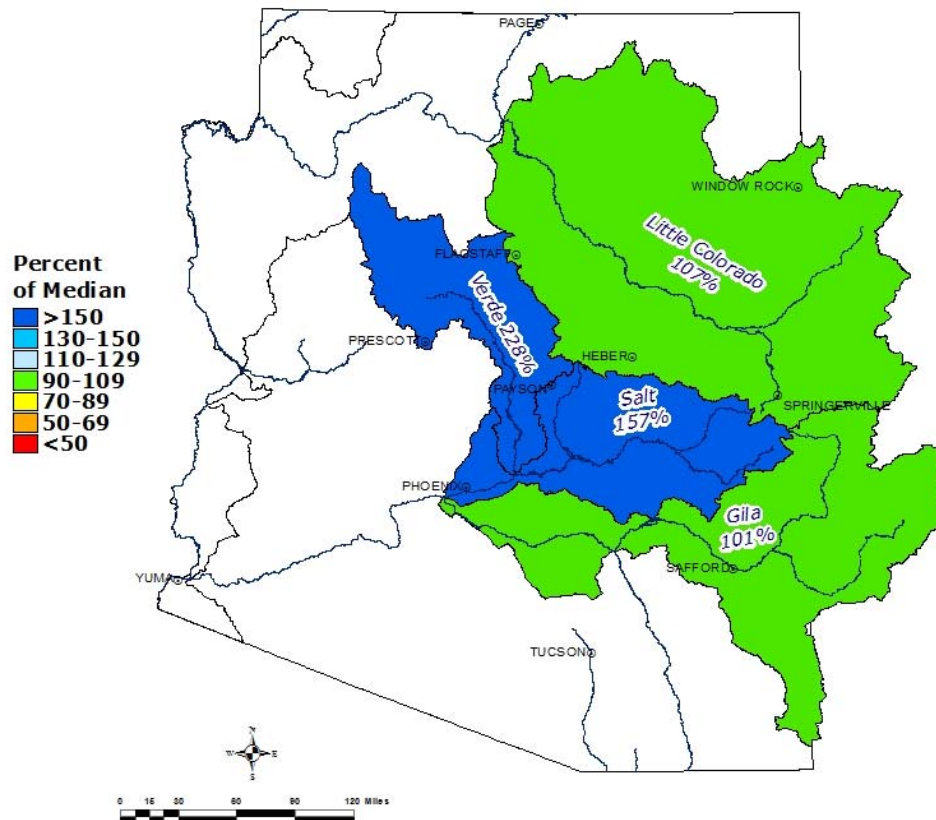 PAGE
WINDOW ROCK
Little Colorado
107%
FLAGSTAFF
Percent
of Median
>150
130-150
110-129
90-109
70-89
50-69
<50
Verde 228%
PRESCOT
HEBER
PAYSON
Salt
157%
SPRINGERVILLE
PHOENIX
Gila
101%
SAFFORD
YUMA
TUCSON
N
W E
S
0 15 30 60 90 120 Miles